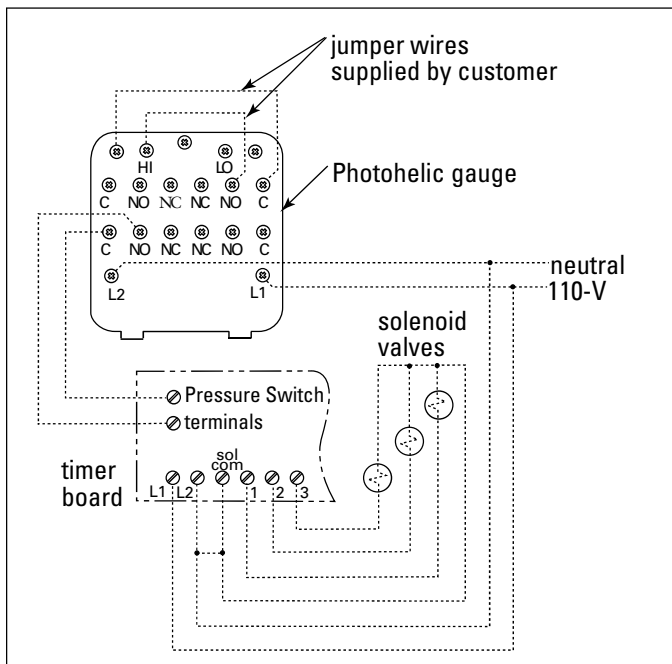 jumper wires
supplied by customer
HI LO
C NO NC NC NO C
Photohelic gauge
C NO NC NC NO C
L2 L1
neutral
110-V
solenoid
valves
Pressure Switch
terminals
timer
board
sol
com
L1 L2 1 2 3